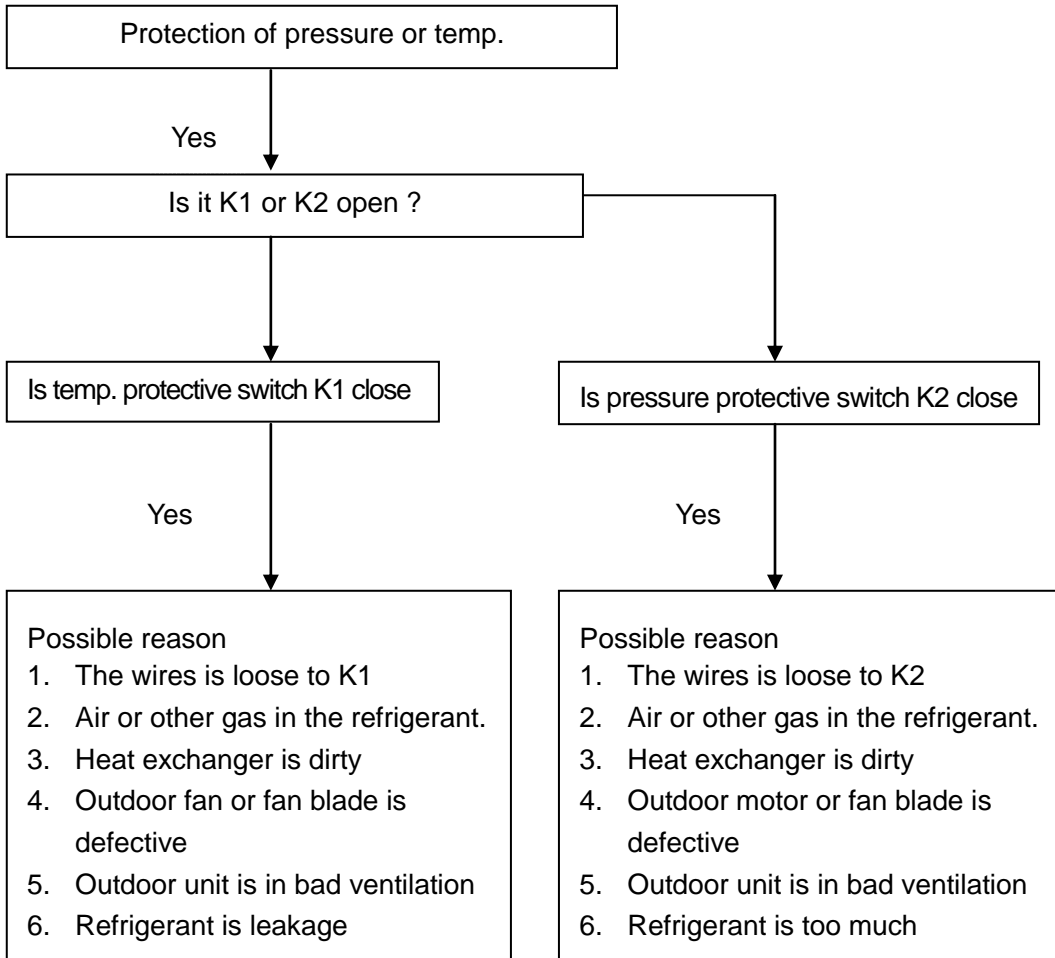 Protection of pressure or temp.
Yes
Is it K1 or K2 open ?
Is temp. protective switch K1 close
Is pressure protective switch K2 close
Yes
Yes
Possible reason
1. The wires is loose to K1
2. Air or other gas in the refrigerant.
3. Heat exchanger is dirty
4. Outdoor fan or fan blade is
defective
5. Outdoor unit is in bad ventilation
6. Refrigerant is leakage
Possible reason
1. The wires is loose to K2
2. Air or other gas in the refrigerant.
3. Heat exchanger is dirty
4. Outdoor motor or fan blade is
defective
5. Outdoor unit is in bad ventilation
6. Refrigerant is too much